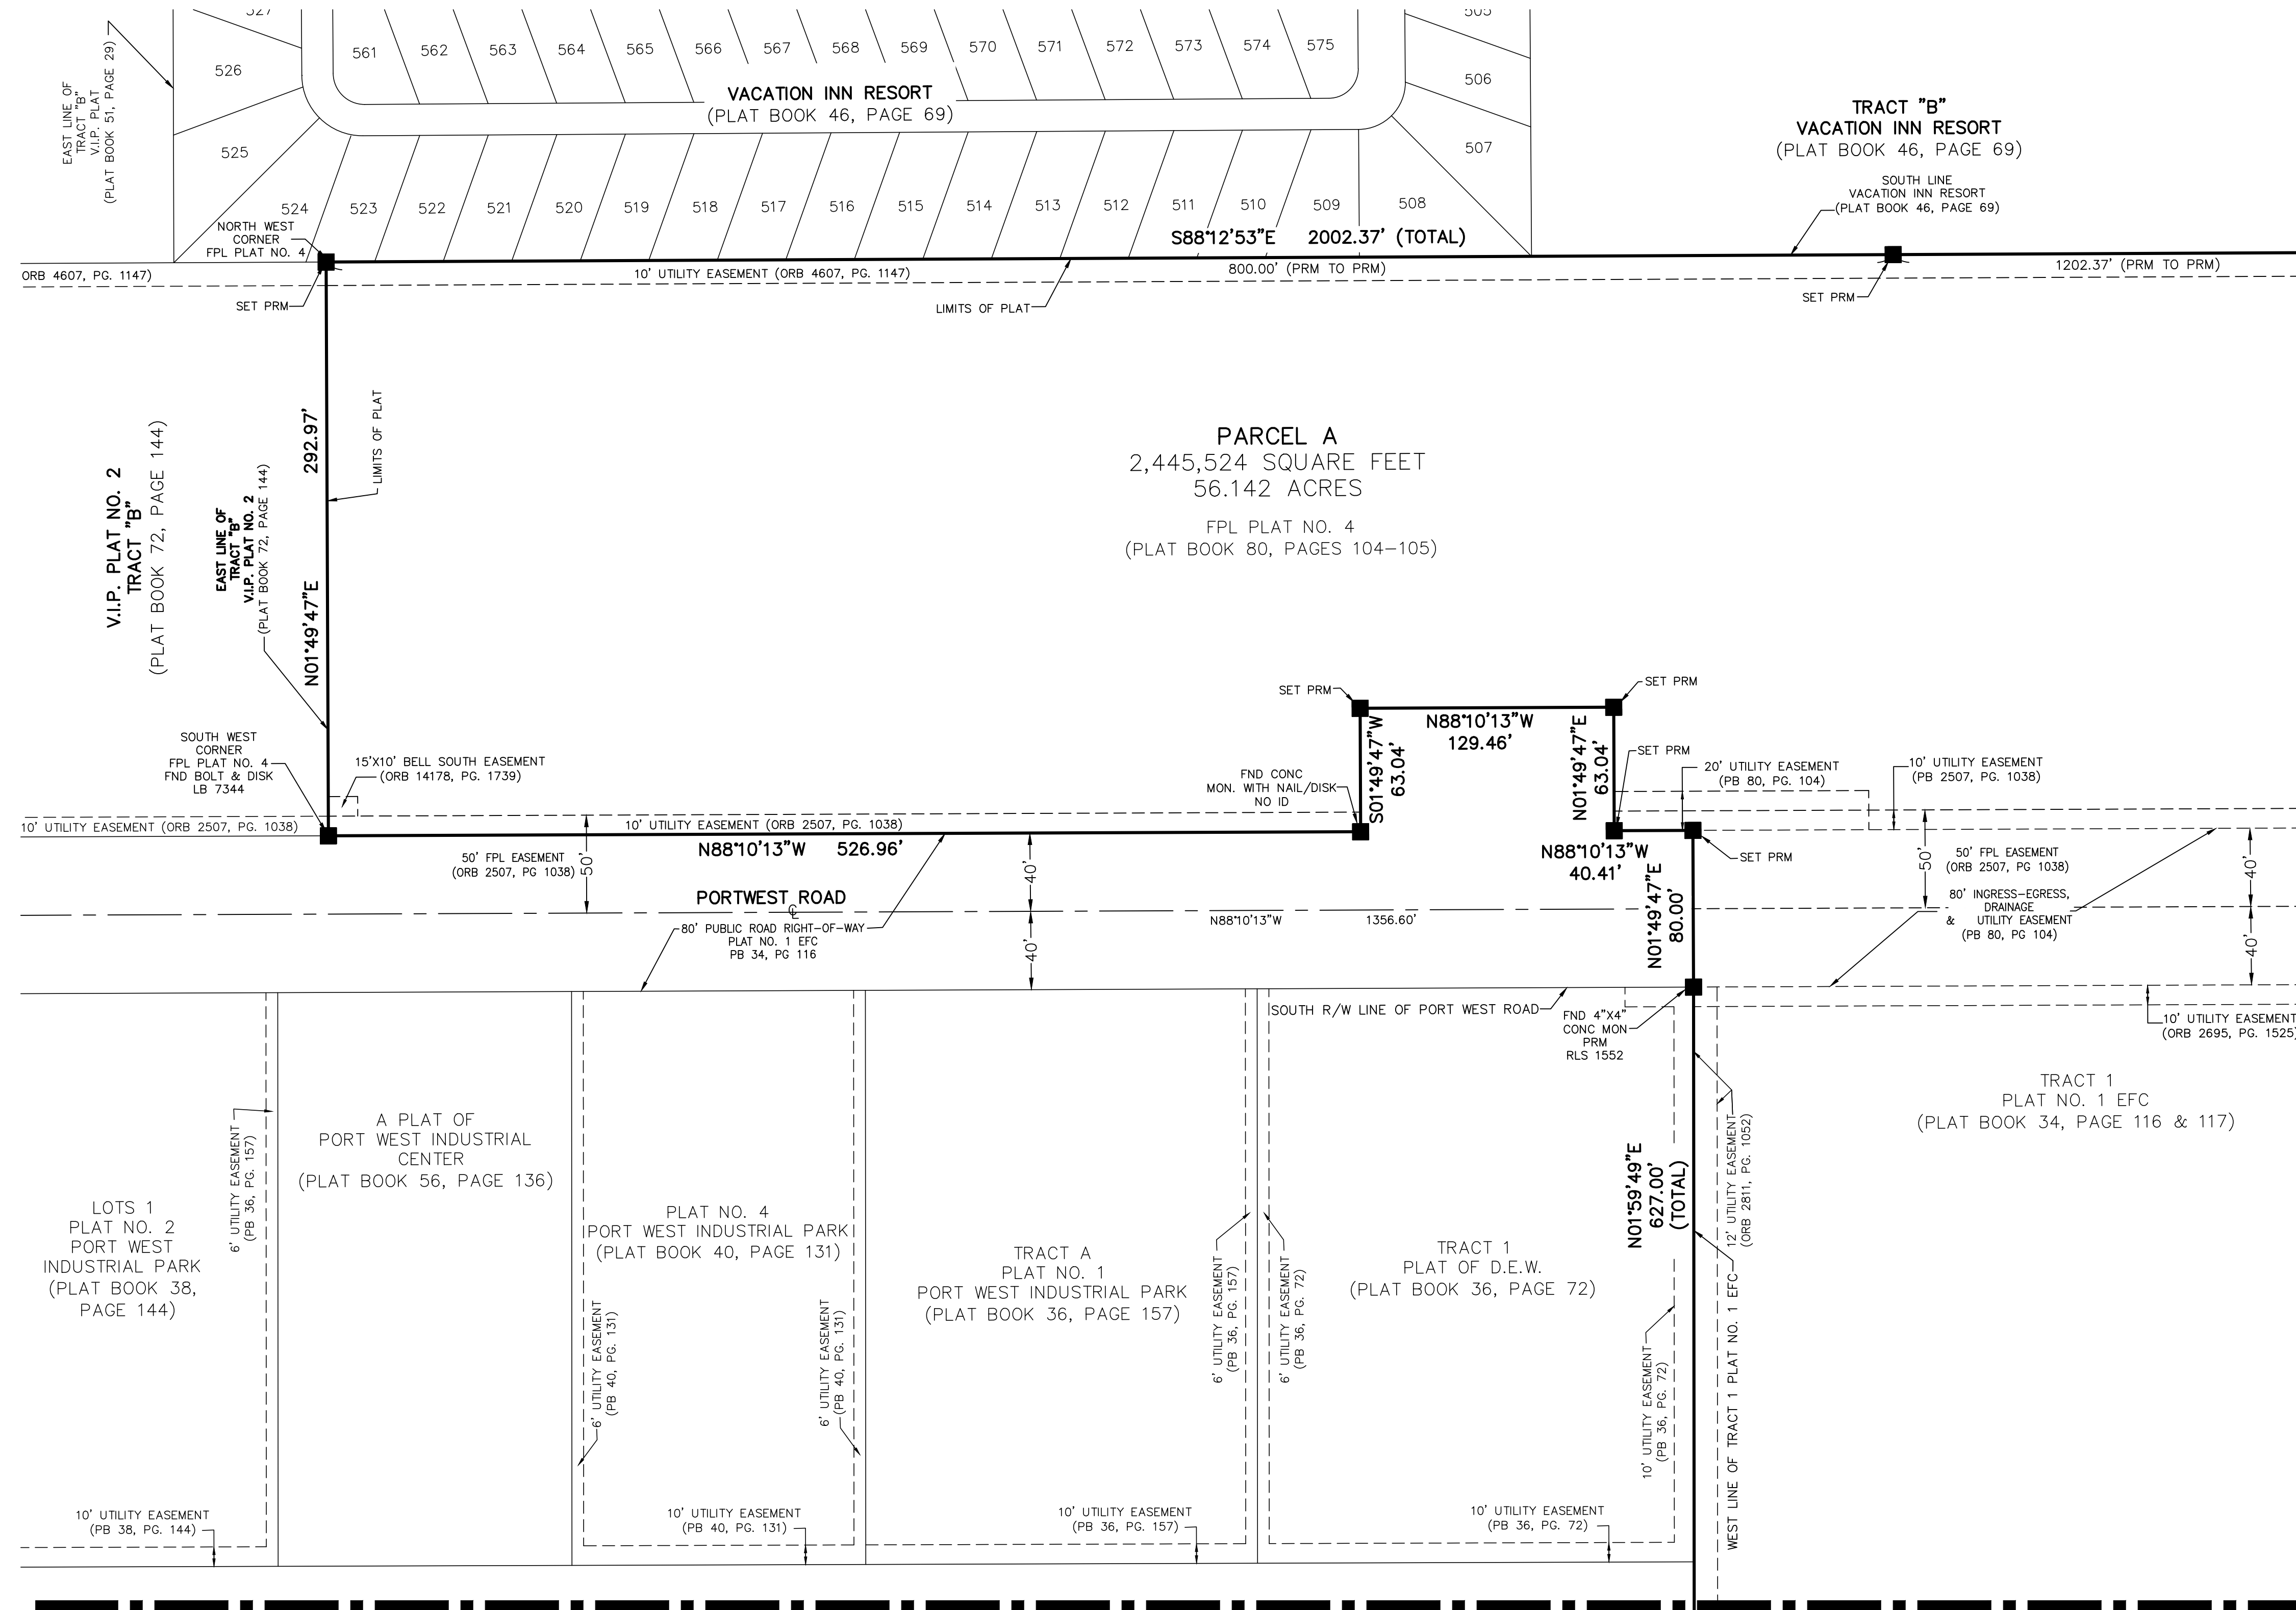 527
561
562
563
564
565
566
567
568
569
570
571
572
573
574
575
505
526
506
525
507
VACATION INN RESORT
(PLAT BOOK 46, PAGE 69)
EAST LINE OF
TRACT "B"
V.I.P. PLAT
(PLAT BOOK 51, PAGE 29)
TRACT "B"
VACATION INN RESORT
(PLAT BOOK 46, PAGE 69)
SOUTH LINE
VACATION INN RESORT
(PLAT BOOK 46, PAGE 69)
524
523
522
521
520
519
518
517
516
515
514
513
512
511
510
509
508
NORTH WEST
CORNER
FPL PLAT NO. 4
S88°12'53"E 2002.37' (TOTAL)
ORB 4607, PG. 1147)
10' UTILITY EASEMENT (ORB 4607, PG. 1147)
800.00' (PRM TO PRM)
1202.37' (PRM TO PRM)
SET PRM
LIMITS OF PLAT
SET PRM
V.I.P. PLAT NO. 2
TRACT "B"
(PLAT BOOK 72, PAGE 144)
EAST LINE OF
TRACT "B"
V.I.P. PLAT NO. 2
(PLAT BOOK 72, PAGE 144)
N01°49'47"E 292.97'
LIMITS OF PLAT
PARCEL A
2,445,524 SQUARE FEET
56.142 ACRES
FPL PLAT NO. 4
(PLAT BOOK 80, PAGES 104-105)
SOUTH WEST
CORNER
FPL PLAT NO. 4
FND BOLT & DISK
LB 7344
15'X10' BELL SOUTH EASEMENT
(ORB 14178, PG. 1739)
SET PRM
SET PRM
N88°10'13"W
129.46'
S01°49'47"W
63.04'
N01°49'47"E
63.04'
SET PRM
FND CONC
MON. WITH NAIL/DISK
NO ID
20' UTILITY EASEMENT
(PB 80, PG. 104)
10' UTILITY EASEMENT
(PB 2507, PG. 1038)
10' UTILITY EASEMENT (ORB 2507, PG. 1038)
10' UTILITY EASEMENT (ORB 2507, PG. 1038)
N88°10'13"W 526.96'
50' FPL EASEMENT
(ORB 2507, PG 1038)
50'
40'
N88°10'13"W
40.41'
SET PRM
50'
50' FPL EASEMENT
(ORB 2507, PG 1038)
40'
PORTWEST ROAD
CL
N88°10'13"W 1356.60'
80' PUBLIC ROAD RIGHT-OF-WAY
PLAT NO. 1 EFC
PB 34, PG 116
40'
N01°49'47"E
80.00'
80' INGRESS-EGRESS,
DRAINAGE
& UTILITY EASEMENT
(PB 80, PG 104)
40'
SOUTH R/W LINE OF PORT WEST ROAD
FND 4"X4"
CONC MON
PRM
RLS 1552
10' UTILITY EASEMENT
(ORB 2695, PG. 1525)
LOTS 1
PLAT NO. 2
PORT WEST
INDUSTRIAL PARK
(PLAT BOOK 38,
PAGE 144)
6' UTILITY EASEMENT
(PB 36, PG. 157)
A PLAT OF
PORT WEST INDUSTRIAL
CENTER
(PLAT BOOK 56, PAGE 136)
PLAT NO. 4
PORT WEST INDUSTRIAL PARK
(PLAT BOOK 40, PAGE 131)
6' UTILITY EASEMENT
(PB 40, PG. 131)
6' UTILITY EASEMENT
(PB 40, PG. 131)
TRACT A
PLAT NO. 1
PORT WEST INDUSTRIAL PARK
(PLAT BOOK 36, PAGE 157)
6' UTILITY EASEMENT
(PB 36, PG. 157)
6' UTILITY EASEMENT
(PB 36, PG. 72)
TRACT 1
PLAT OF D.E.W.
(PLAT BOOK 36, PAGE 72)
10' UTILITY EASEMENT
(PB 36, PG. 72)
N01°59'49"E
627.00'
(TOTAL)
12' UTILITY EASEMENT
(ORB 2811, PG. 1052)
WEST LINE OF TRACT 1 PLAT NO. 1 EFC
TRACT 1
PLAT NO. 1 EFC
(PLAT BOOK 34, PAGE 116 & 117)
10' UTILITY EASEMENT
(PB 38, PG. 144)
10' UTILITY EASEMENT
(PB 40, PG. 131)
10' UTILITY EASEMENT
(PB 36, PG. 157)
10' UTILITY EASEMENT
(PB 36, PG. 72)